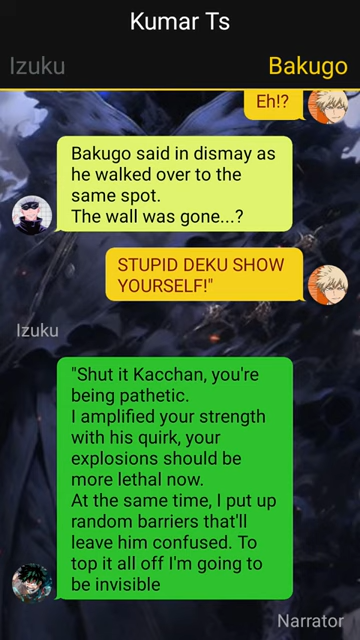 Kumar Ts
Izuku
Bakugo
Eh!?
Bakugo said in dismay as
he walked over to the
same spot.
The wall was gone...?
STUPID DEKU SHOW
YOURSELF!"
Izuku
"Shut it Kacchan, you're
being pathetic.
I amplified your strength
with his quirk, your
explosions should be
more lethal now.
At the same time, I put up
random barriers that'll
leave him confused. To
top it all off I'm going to
be invisible
Narrator